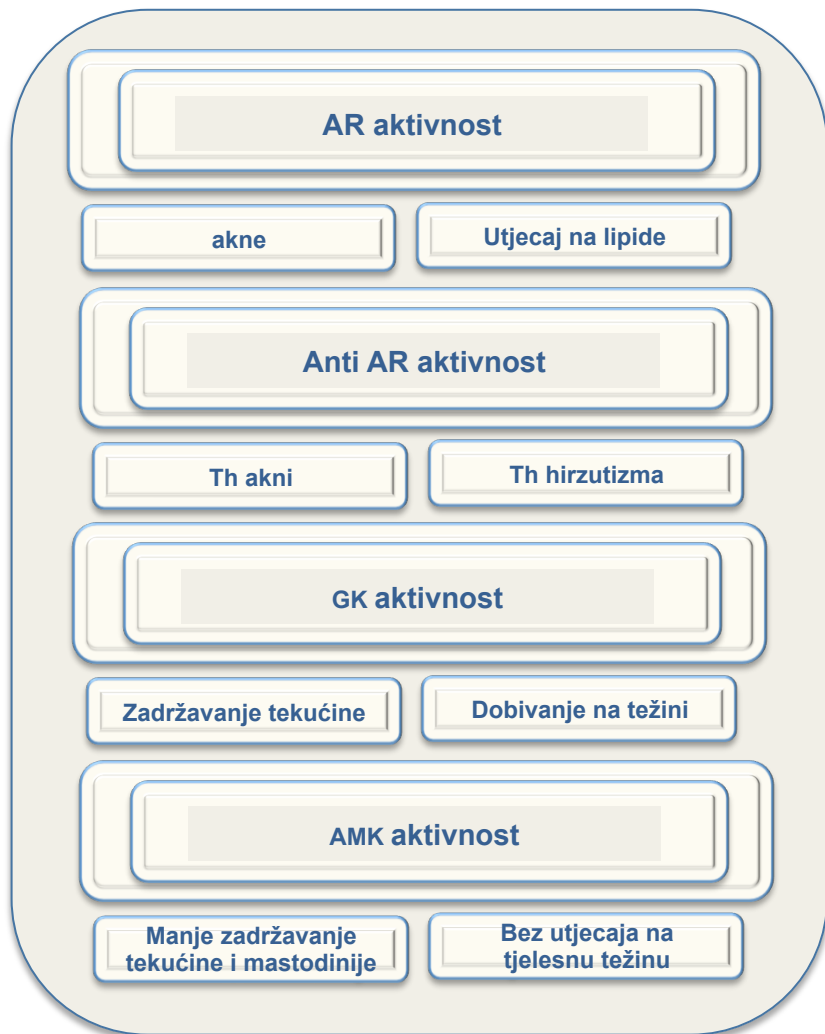 AR aktivnost
akne
Utjecaj na lipide
Anti AR aktivnost
Th akni
Th hirzutizma
GK aktivnost
Zadržavanje tekućine
Dobivanje na težini
AMK aktivnost
Manje zadržavanje
tekućine i mastodinije
Bez utjecaja na
tjelesnu težinu